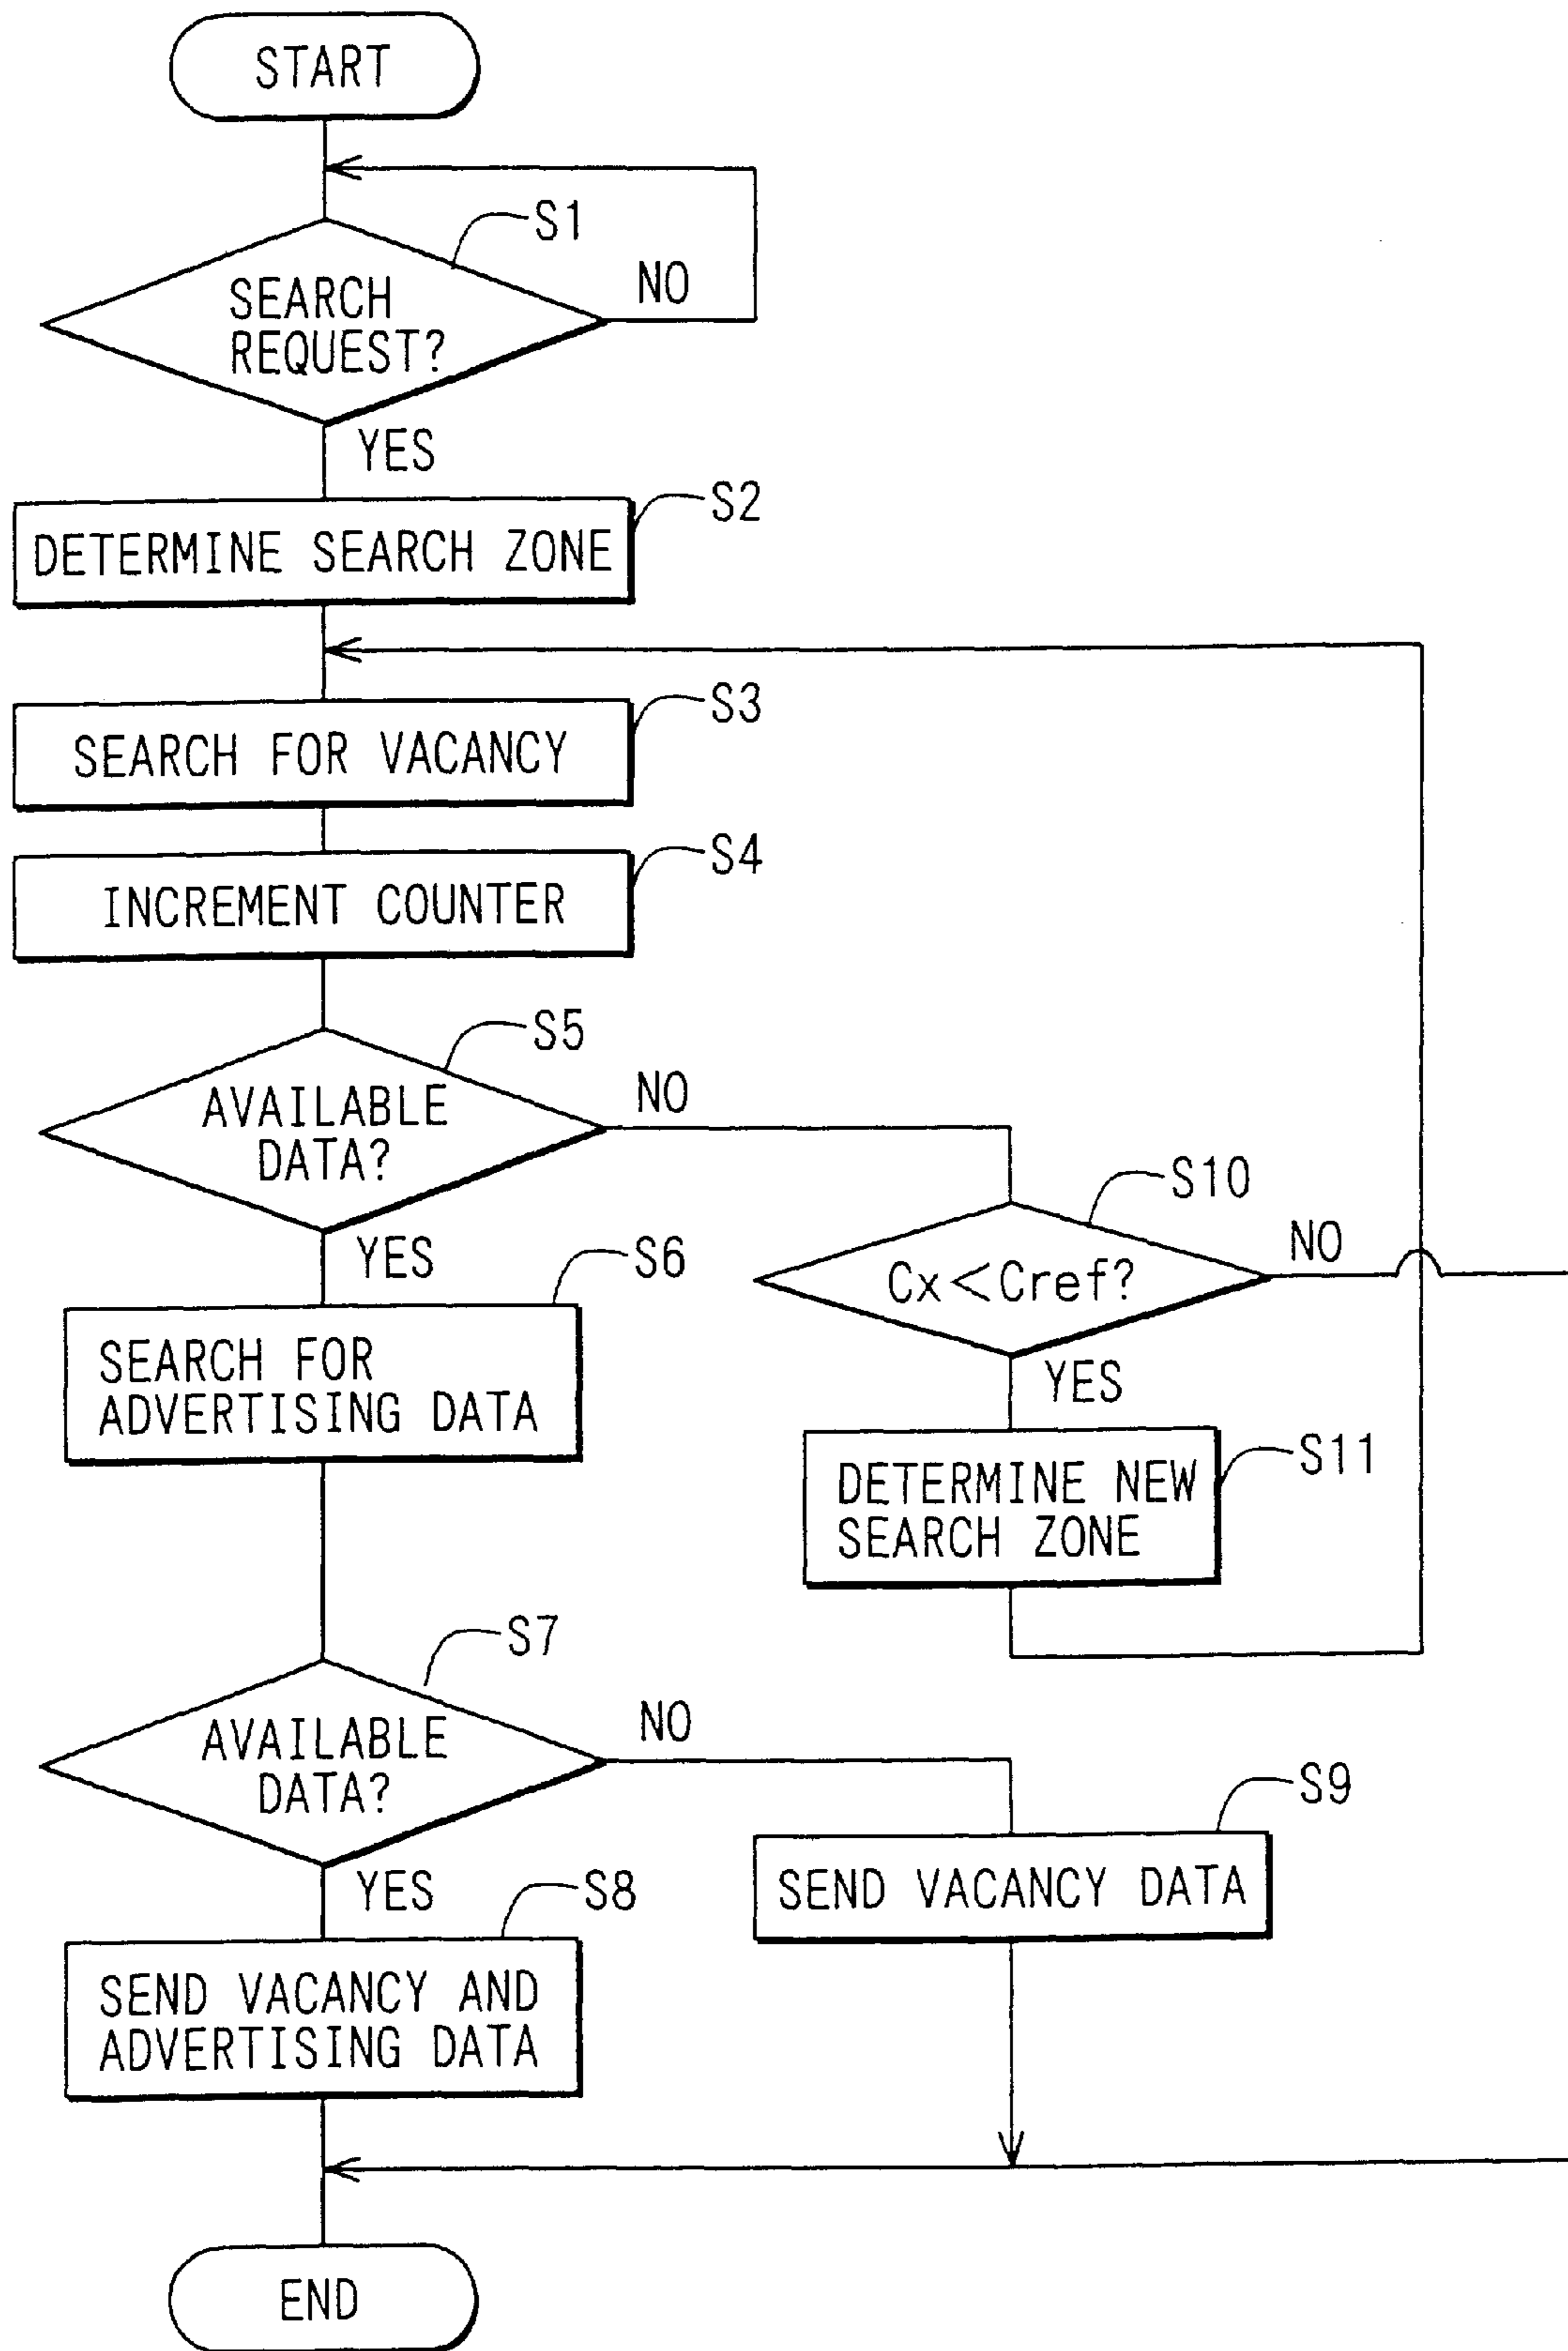 START
S1
SEARCH
REQUEST?
NO
YES
S2
DETERMINE SEARCH ZONE
S3
SEARCH FOR VACANCY
S4
INCREMENT COUNTER
S5
AVAILABLE
DATA?
NO
YES
S10
Cx<Cref?
NO
YES
S6
SEARCH FOR
ADVERTISING DATA
S11
DETERMINE NEW
SEARCH ZONE
S7
AVAILABLE
DATA?
NO
YES
S9
SEND VACANCY DATA
S8
SEND VACANCY AND
ADVERTISING DATA
END